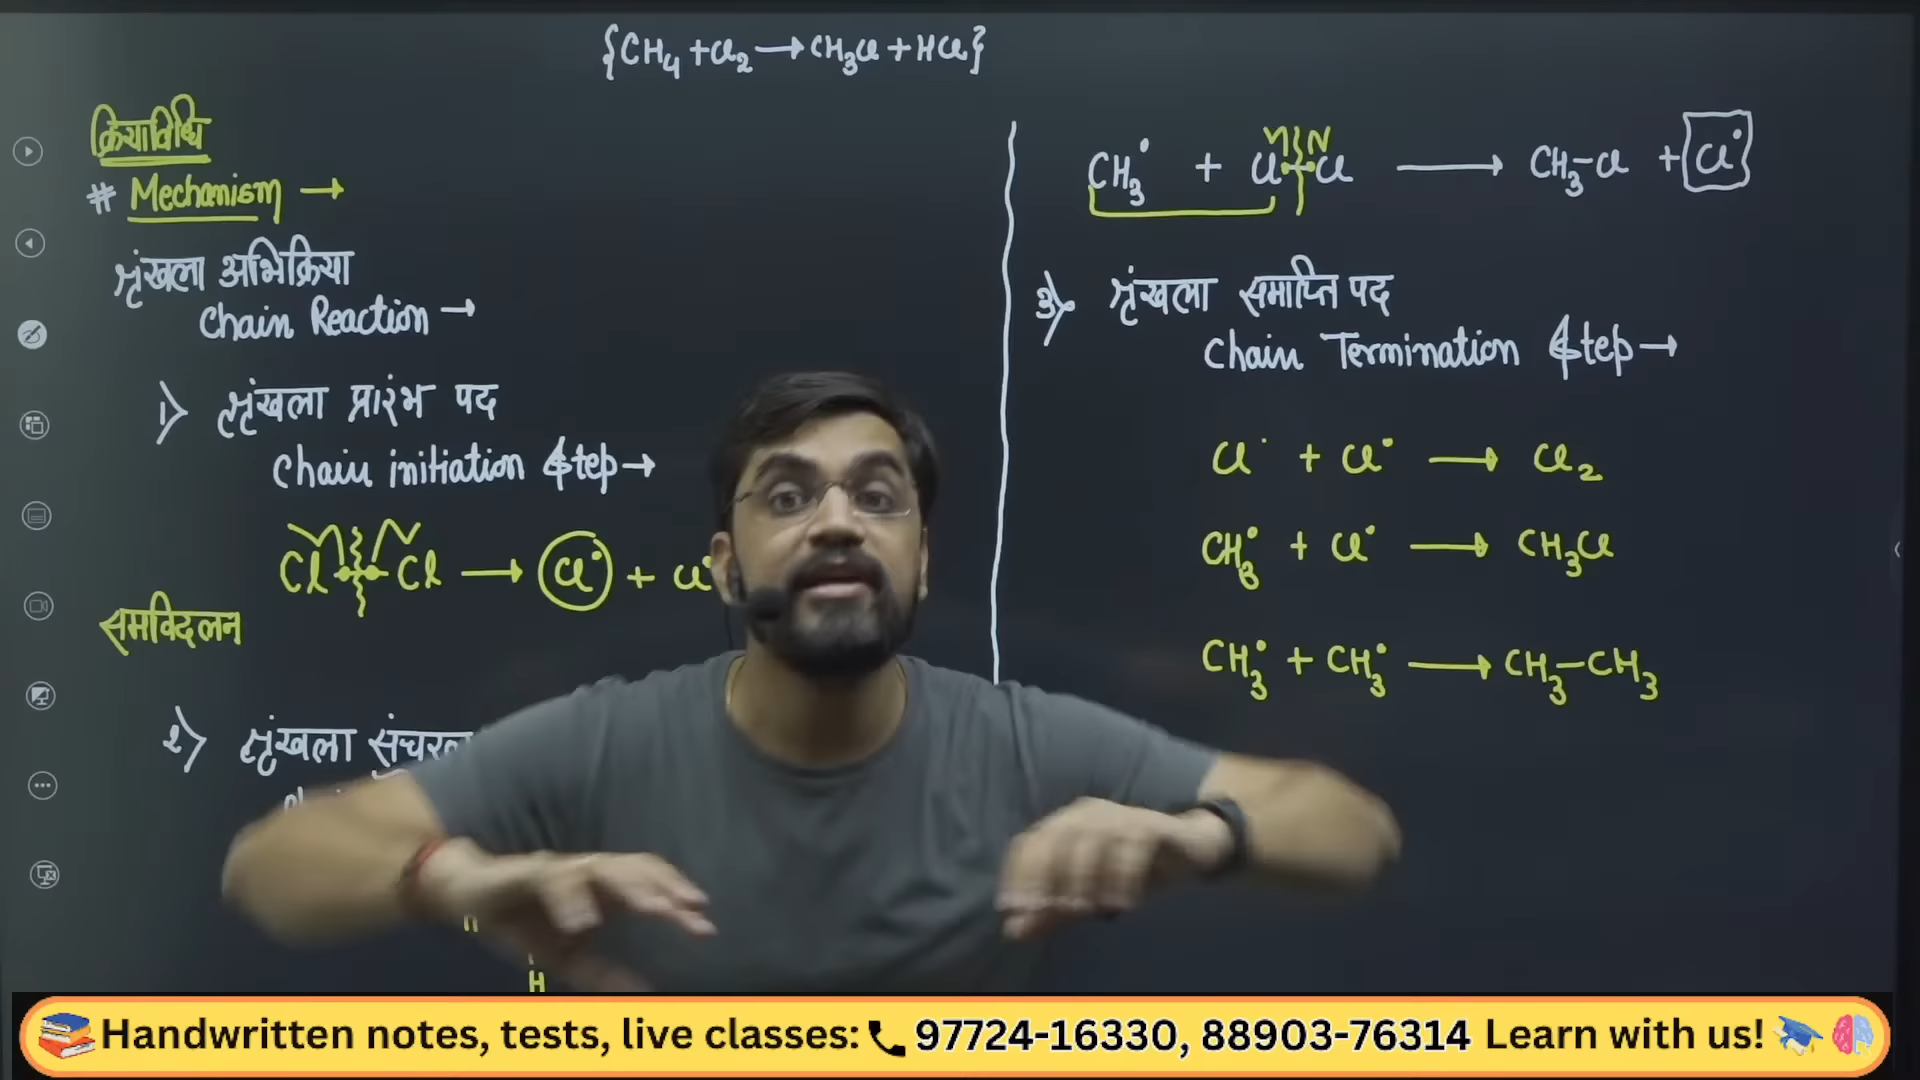 {CH₄ + Cl₂ → CH₃Cl + HCl}
क्रियाविधि
# Mechanism →
श्रृंखला अभिक्रिया
Chain Reaction →
1) श्रृंखला प्रारंभ पद
Chain initiation Step →
Cl Cl → Cl• + Cl•
समविदलन
2) श्रृंखला
H
CH₃• + Cl Cl → CH₃-Cl + Cl•
3) श्रृंखला समाप्ति पद
Chain Termination Step →
Cl• + Cl• → Cl₂
CH₃• + Cl• → CH₃Cl
CH₃• + CH₃• → CH₃-CH₃
Handwritten notes, tests, live classes: 97724-16330, 88903-76314 Learn with us!